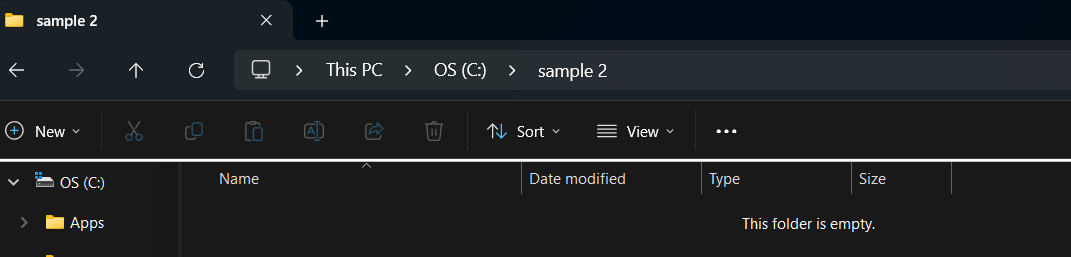 sample 2
This PC > OS (C:) > sample 2
New Sort View
OS (C:) Name Date modified Type Size
Apps This folder is empty.